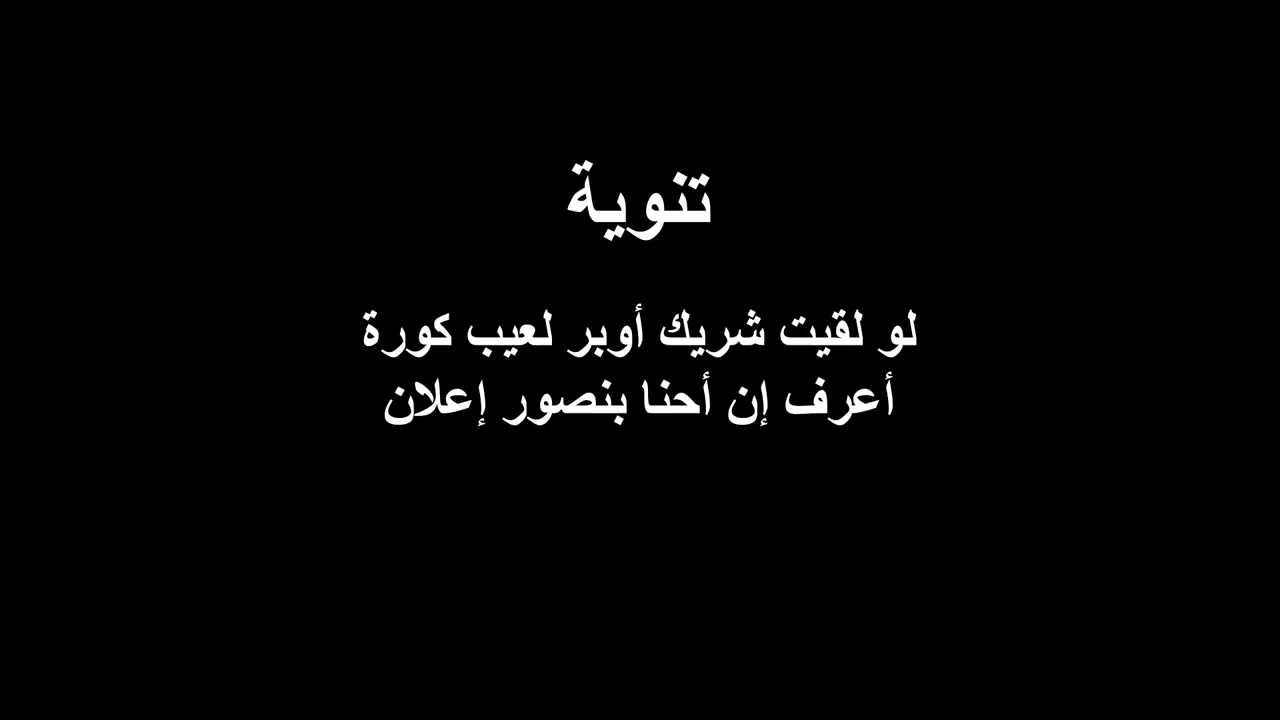 تنوية
لو لقيت شريك أوبر لعيب كورة
أعرف إن أحنا بنصور إعلان